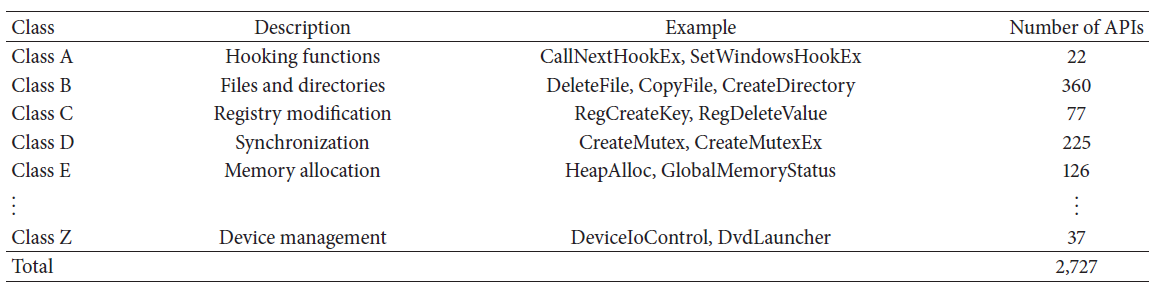 Class Description Example Number of APIs
Class A Hooking functions CallNextHookEx, SetWindowsHookEx 22
Class B Files and directories DeleteFile, CopyFile, CreateDirectory 360
Class C Registry modification RegCreateKey, RegDeleteValue 77
Class D Synchronization CreateMutex, CreateMutexEx 225
Class E Memory allocation HeapAlloc, GlobalMemoryStatus 126
⋮ ⋮
Class Z Device management DeviceIoControl, DvdLauncher 37
Total 2,727